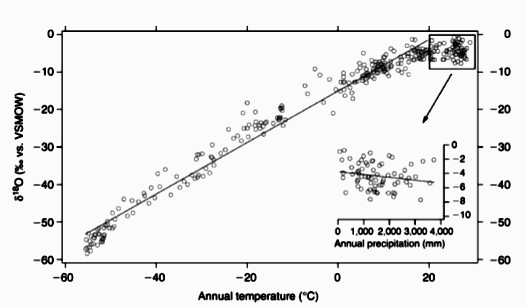 0 0
−10 −10
−20 −20
−30 −30
−40 −40
−50 −50
−60 −60
δ18O (‰ vs. VSMOW)
0
−2
−4
−6
−8
−10
0 1,000 2,000 3,000 4,000
Annual precipitation (mm)
−60 −40 −20 0 20
Annual temperature (°C)